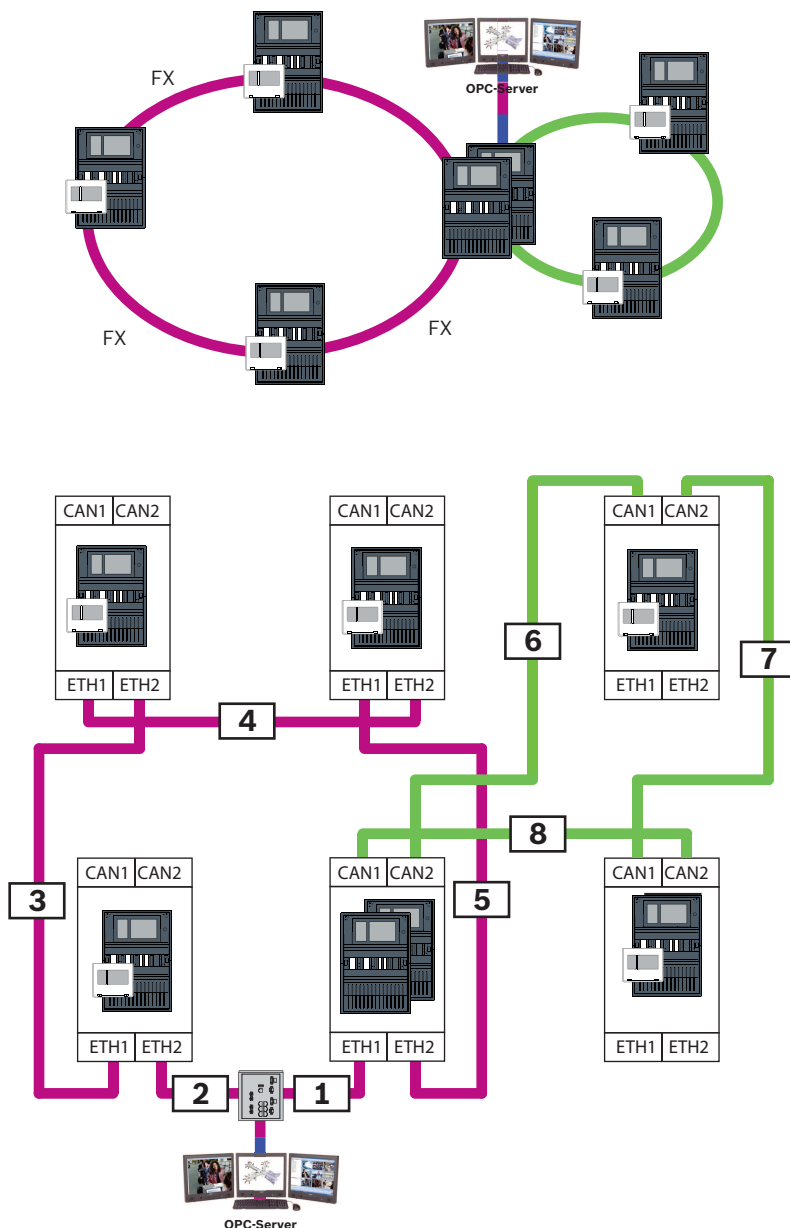 FX
OPC-Server
FX
FX
CAN1 CAN2
CAN1 CAN2
CAN1 CAN2
6
7
ETH1 ETH2
ETH1 ETH2
ETH1 ETH2
4
8
CAN1 CAN2
CAN1 CAN2
CAN1 CAN2
3
5
ETH1 ETH2
ETH1 ETH2
ETH1 ETH2
2
1
OPC-Server